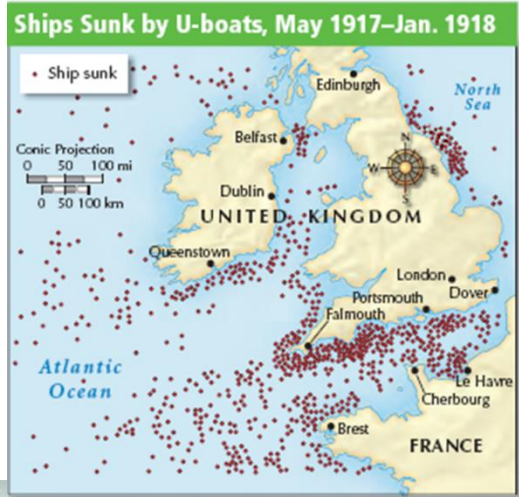 Ships Sunk by U-boats, May 1917–Jan. 1918
Ship sunk
Edinburgh
North
Sea
Belfast
Conic Projection
0 50 100 mi
0 50 100 km
N
W E
S
Dublin
UNITED KINGDOM
Queenstown
London
Portsmouth Dover
Falmouth
Atlantic
Ocean
Le Havre
Cherbourg
Brest
FRANCE